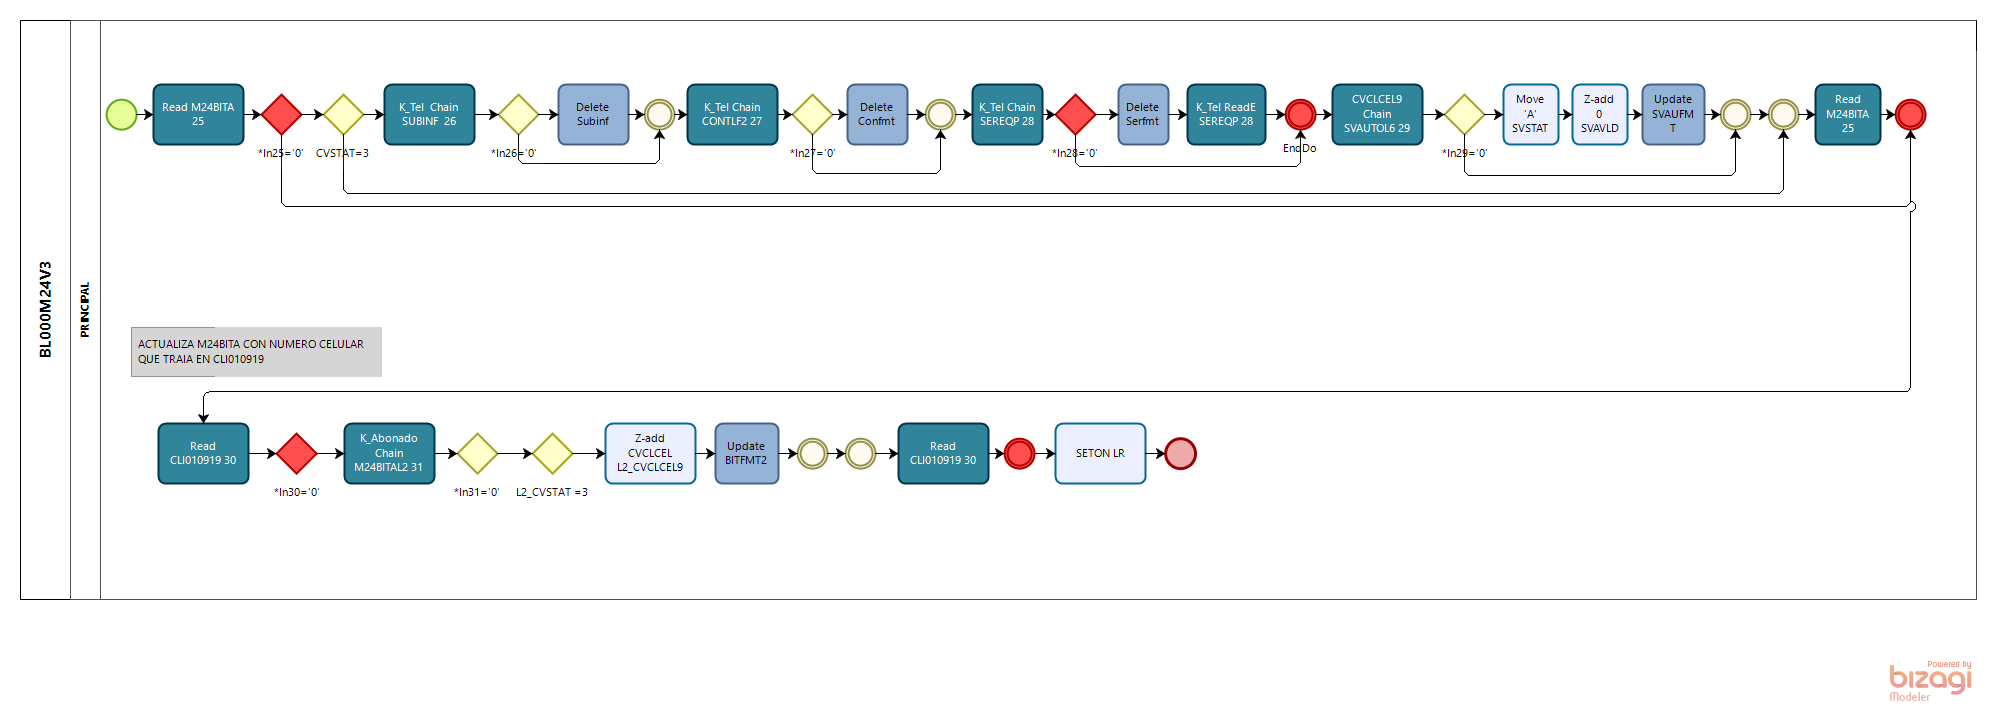 BL000M24V3
PRINCIPAL
Read M24BITA
25
*In25='0'
CVSTAT=3
K_Tel Chain
SUBINF 26
*In26='0'
Delete
Subinf
K_Tel Chain
CONTLF2 27
*In27='0'
Delete
Confmt
K_Tel Chain
SEREQP 28
*In28='0'
Delete
Serfmt
K_Tel ReadE
SEREQP 28
EndDo
CVCLCEL9
Chain
SVAUTOL6 29
*In29='0'
Move
'A'
SVSTAT
Z-add
0
SVAVLD
Update
SVAUFM
T
Read
M24BITA
25
ACTUALIZA M24BITA CON NUMERO CELULAR
QUE TRAIA EN CLI010919
Read
CLI010919 30
*In30='0'
K_Abonado
Chain
M24BITAL2 31
*In31='0'
L2_CVSTAT =3
Z-add
CVCLCEL
L2_CVCLCEL9
Update
BITFMT2
Read
CLI010919 30
SETON LR
Powered by
bizagi
Modeler